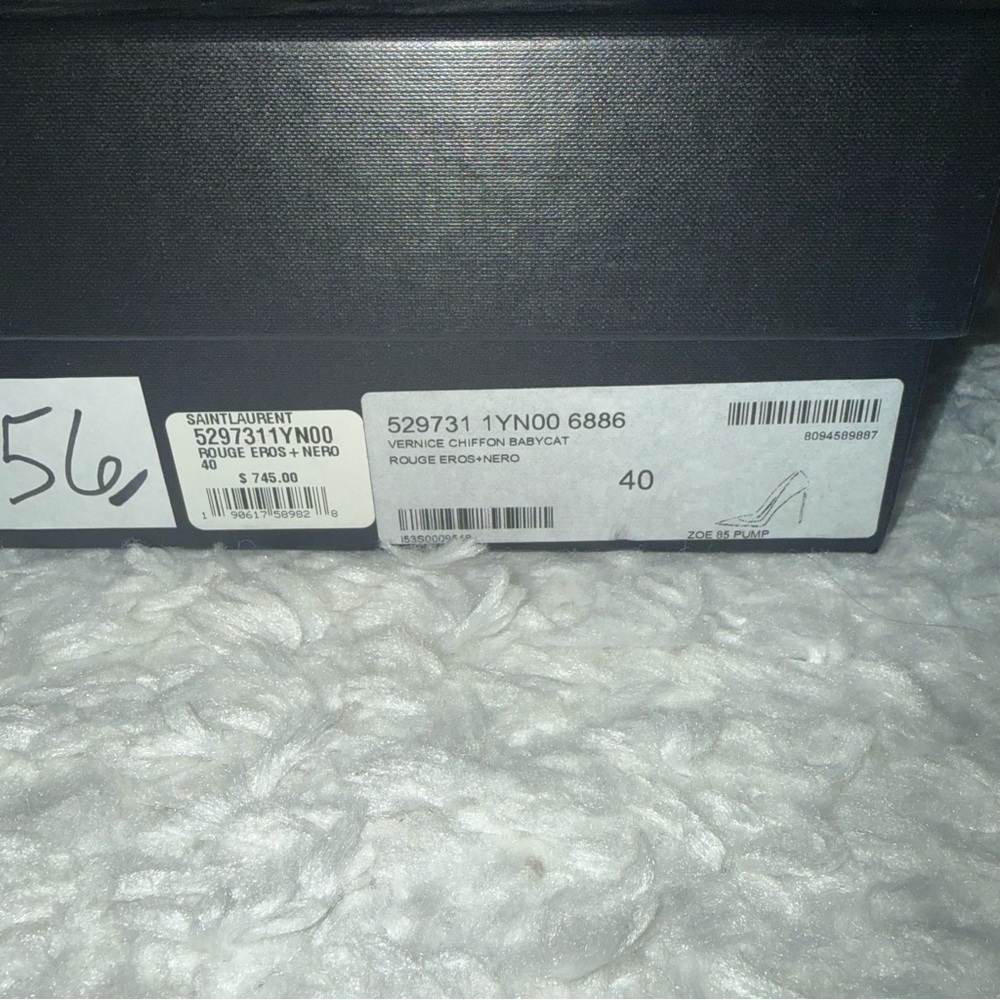 56,
SAINTLAURENT
5297311YN00
ROUGE EROS + NERO
40
$ 745.00
1 90617 58982 8
529731 1YN00 6886
VERNICE CHIFFON BABYCAT
ROUGE EROS+NERO
40
8094589887
ZOE 85 PUMP